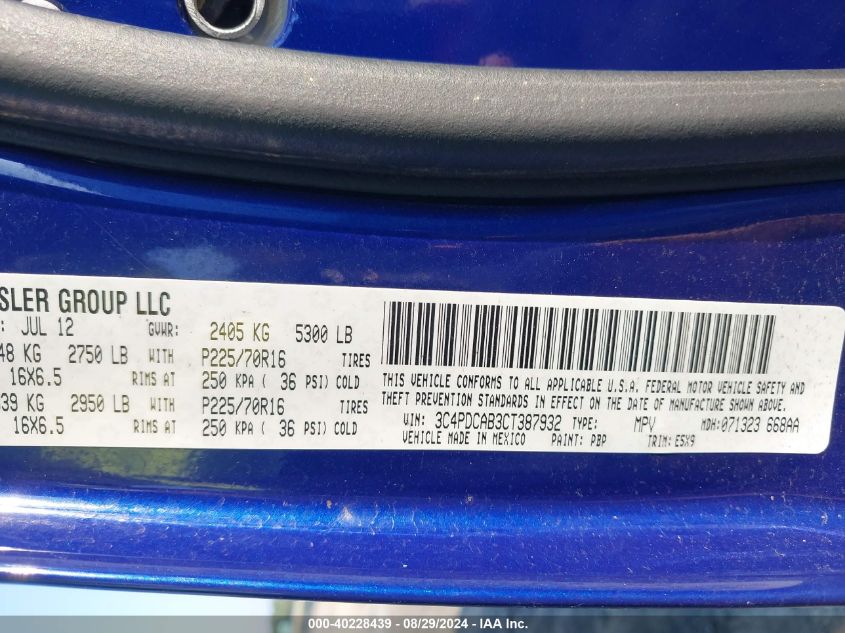 SLER GROUP LLC
: JUL 12 GVWR: 2405 KG 5300 LB
48 KG 2750 LB WITH P225/70R16 TIRES
16X6.5 RIMS AT 250 KPA ( 36 PSI) COLD
39 KG 2950 LB WITH P225/70R16 TIRES
16X6.5 RIMS AT 250 KPA ( 36 PSI) COLD
THIS VEHICLE CONFORMS TO ALL APPLICABLE U.S.A. FEDERAL MOTOR VEHICLE SAFETY AND
THEFT PREVENTION STANDARDS IN EFFECT ON THE DATE OF MANUFACTURE SHOWN ABOVE.
VIN: 3C4PDCAB3CT387932 TYPE: MPV MDH: 071323 668AA
VEHICLE MADE IN MEXICO PAINT: PBP TRIM: E5X9
000-40228439 - 08/29/2024 - IAA Inc.